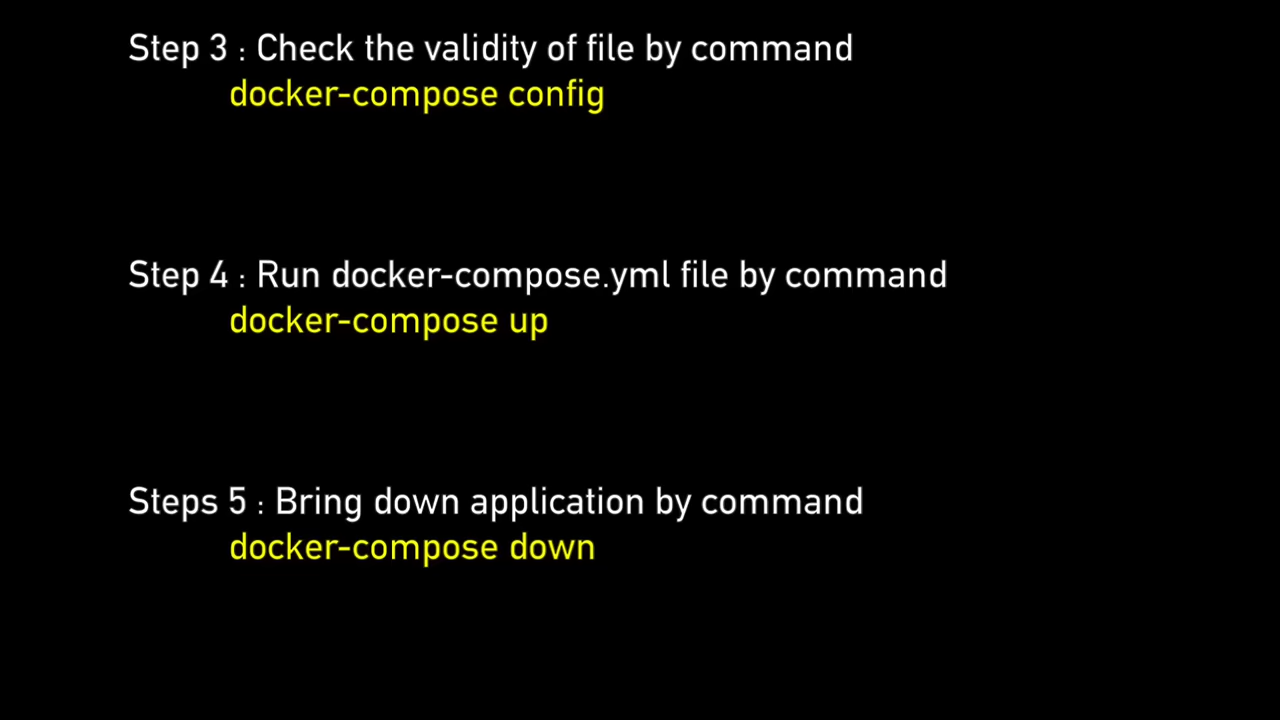 Step 3 : Check the validity of file by command
docker-compose config
Step 4 : Run docker-compose.yml file by command
docker-compose up
Steps 5 : Bring down application by command
docker-compose down